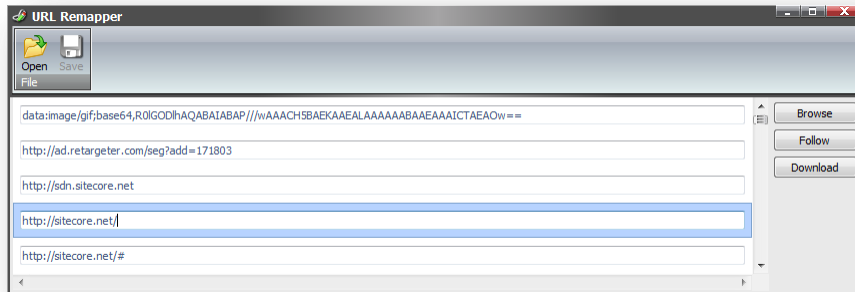 URL Remapper
Open Save
File
data:image/gif;base64,R0lGODlhAQABAIABAP///wAAACH5BAEKAAEALAAAAAABAAEAAAICTAEAOw==
Browse
http://ad.retargeter.com/seg?add=171803
Follow
Download
http://sdn.sitecore.net
http://sitecore.net/
http://sitecore.net/#